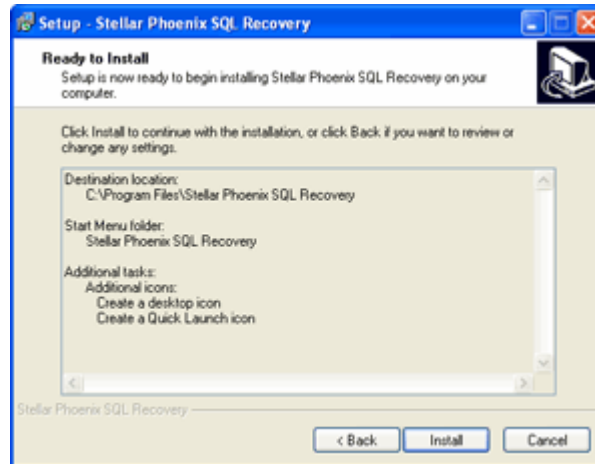 Setup - Stellar Phoenix SQL Recovery
Ready to Install
Setup is now ready to begin installing Stellar Phoenix SQL Recovery on your
computer.
Click Install to continue with the installation, or click Back if you want to review or
change any settings.
Destination location:
C:\Program Files\Stellar Phoenix SQL Recovery
Start Menu folder:
Stellar Phoenix SQL Recovery
Additional tasks:
Additional icons:
Create a desktop icon
Create a Quick Launch icon
Stellar Phoenix SQL Recovery
< Back Install Cancel